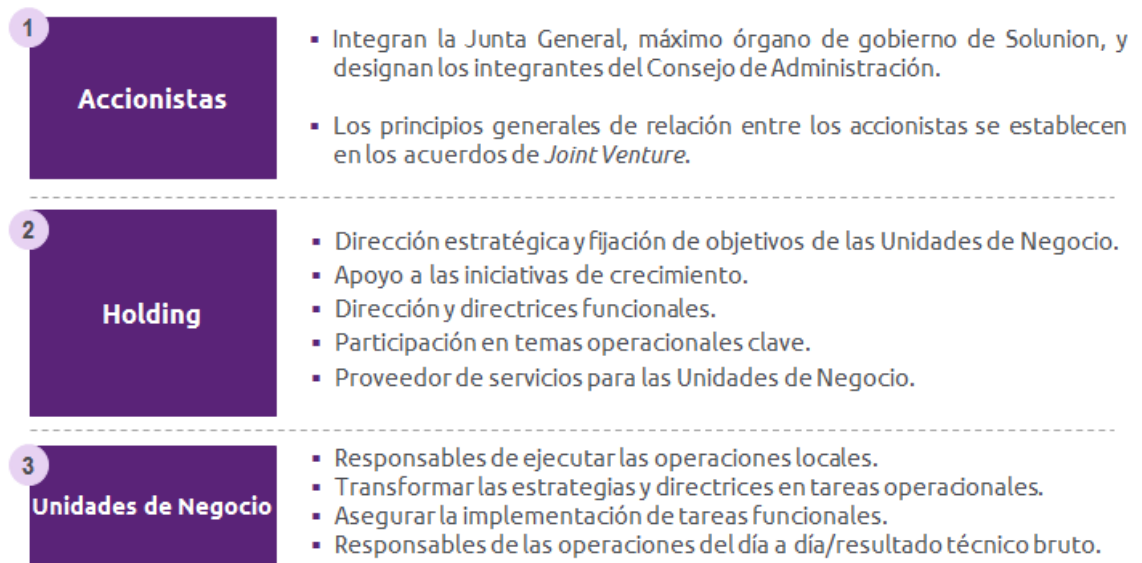 1
Accionistas
▪ Integran la Junta General, máximo órgano de gobierno de Solunion, y
designan los integrantes del Consejo de Administración.
▪ Los principios generales de relación entre los accionistas se establecen
en los acuerdos de Joint Venture.
2
Holding
▪ Dirección estratégica y fijación de objetivos de las Unidades de Negocio.
▪ Apoyo a las iniciativas de crecimiento.
▪ Dirección y directrices funcionales.
▪ Participación en temas operacionales clave.
▪ Proveedor de servicios para las Unidades de Negocio.
3
Unidades de Negocio
▪ Responsables de ejecutar las operaciones locales.
▪ Transformar las estrategias y directrices en tareas operacionales.
▪ Asegurar la implementación de tareas funcionales.
▪ Responsables de las operaciones del día a día/resultado técnico bruto.